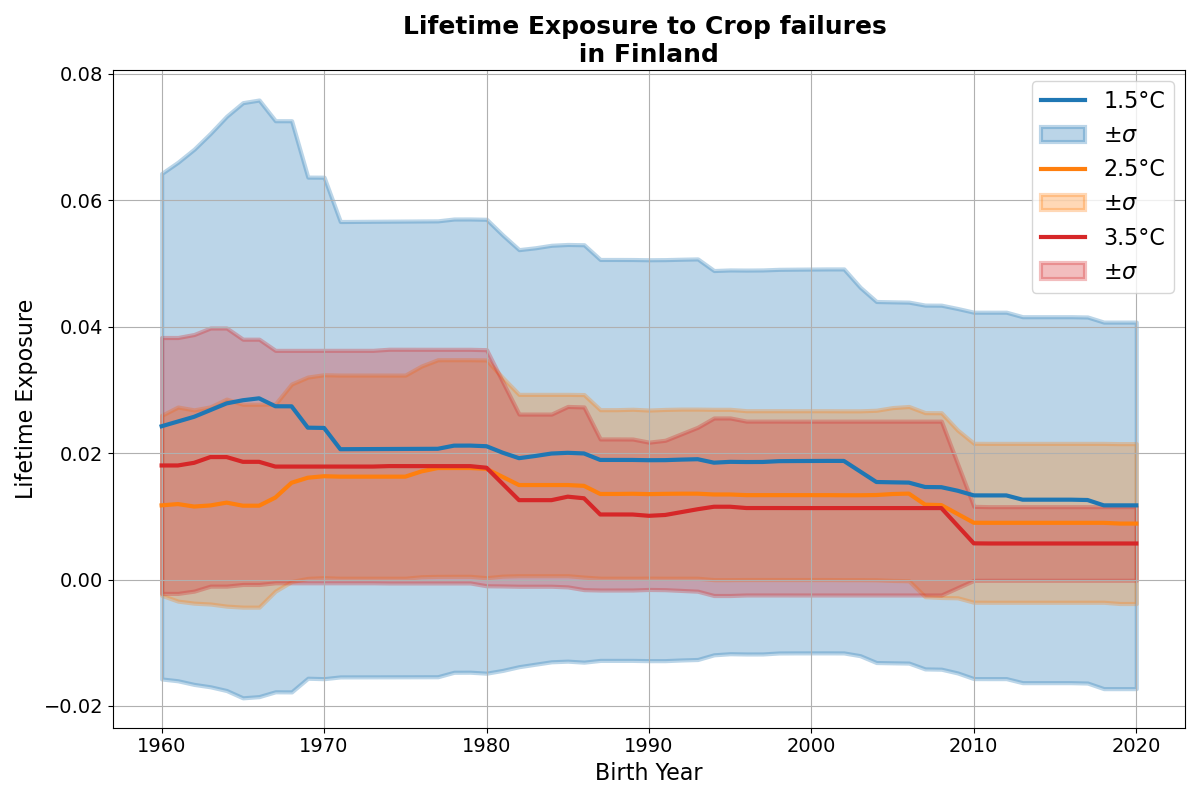 Lifetime Exposure to Crop failures
in Finland
0.08
0.06
0.04
0.02
0.00
−0.02
Lifetime Exposure
1.5°C
±σ
2.5°C
±σ
3.5°C
±σ
1960 1970 1980 1990 2000 2010 2020
Birth Year